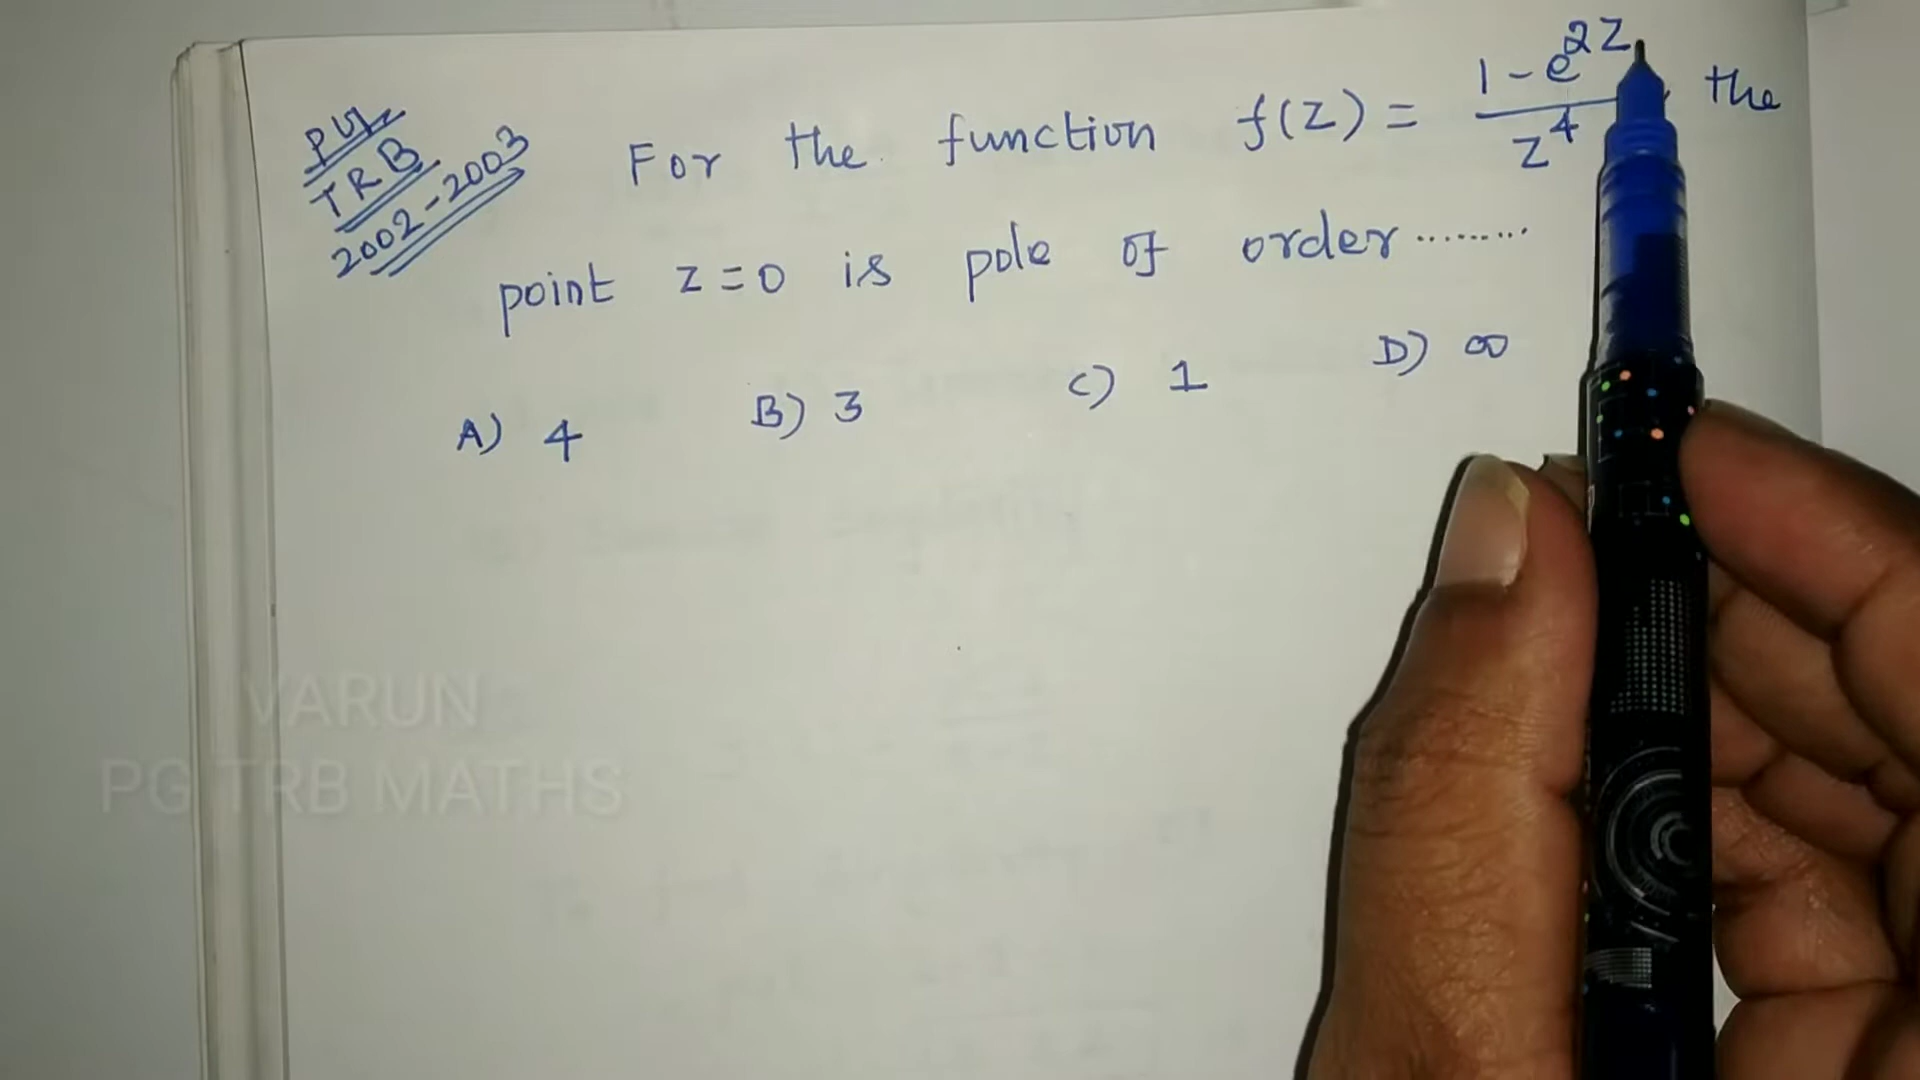 TRB
2002-2003
For the function f(z) = 1 - e^2z / z^4, the
point z = 0 is pole of order .........
A) 4 B) 3 C) 1 D) ∞
VARUN
PG TRB MATHS